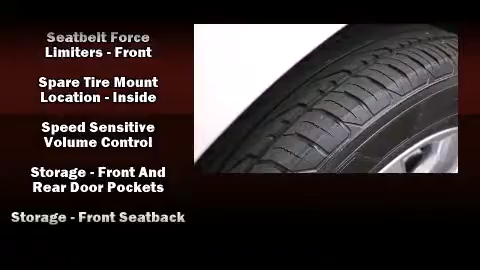 Seatbelt Force
Limiters - Front
Spare Tire Mount
Location - Inside
Speed Sensitive
Volume Control
Storage - Front And
Rear Door Pockets
Storage - Front Seatback